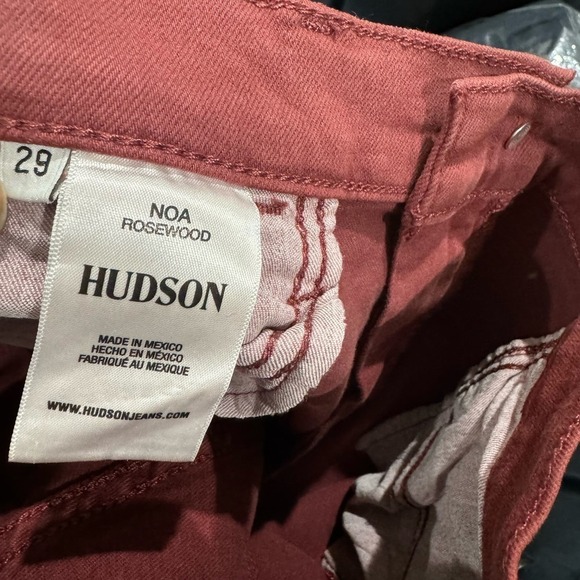 29
NOA
ROSEWOOD
HUDSON
MADE IN MEXICO
HECHO EN MÉXICO
FABRIQUÉ AU MEXIQUE
WWW.HUDSONJEANS.COM